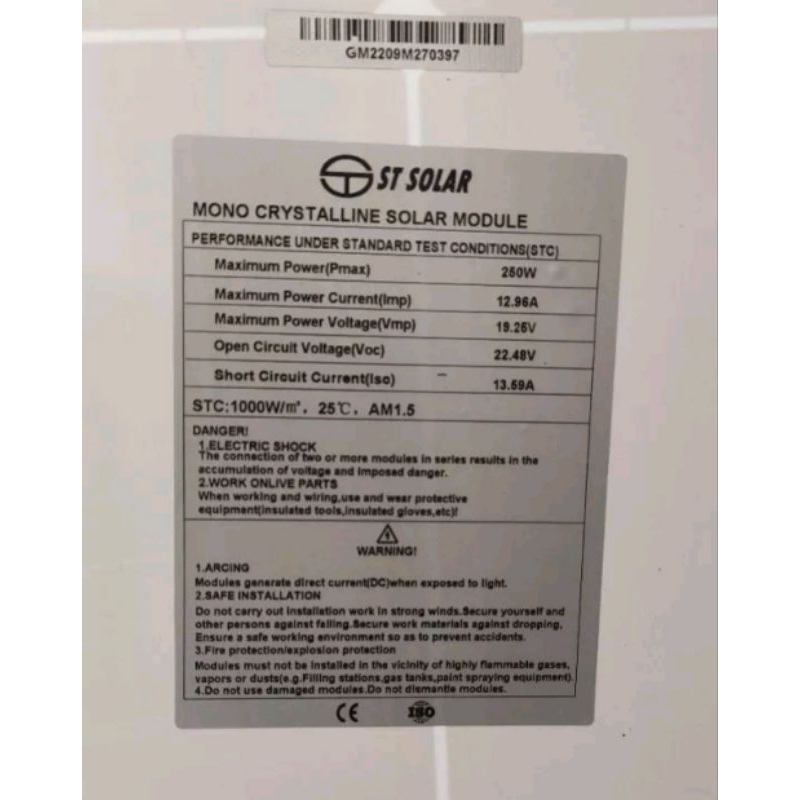 GM2209M270397
ST SOLAR
MONO CRYSTALLINE SOLAR MODULE
PERFORMANCE UNDER STANDARD TEST CONDITIONS(STC)
Maximum Power(Pmax) 250W
Maximum Power Current(Imp) 12.96A
Maximum Power Voltage(Vmp) 19.26V
Open Circuit Voltage(Voc) 22.48V
Short Circuit Current(Isc) 13.59A
STC:1000W/m², 25℃, AM1.5
DANGER!
1.ELECTRIC SHOCK
The connection of two or more modules in series results in the
accumulation of voltage and imposed danger.
2.WORK ONLIVE PARTS
When working and wiring,use and wear protective
equipment(insulated tools,insulated gloves,etc)!
WARNING!
1.ARCING
Modules generate direct current(DC)when exposed to light.
2.SAFE INSTALLATION
Do not carry out installation work in strong winds.Secure yourself and
other persons against falling.Secure work materials against dropping.
Ensure a safe working environment so as to prevent accidents.
3.Fire protection/explosion protection
Modules must not be installed in the vicinity of highly flammable gases,
vapors or dusts(e.g.Filling stations,gas tanks,paint spraying equipment).
4.Do not use damaged modules.Do not dismantle modules.
CE ISO